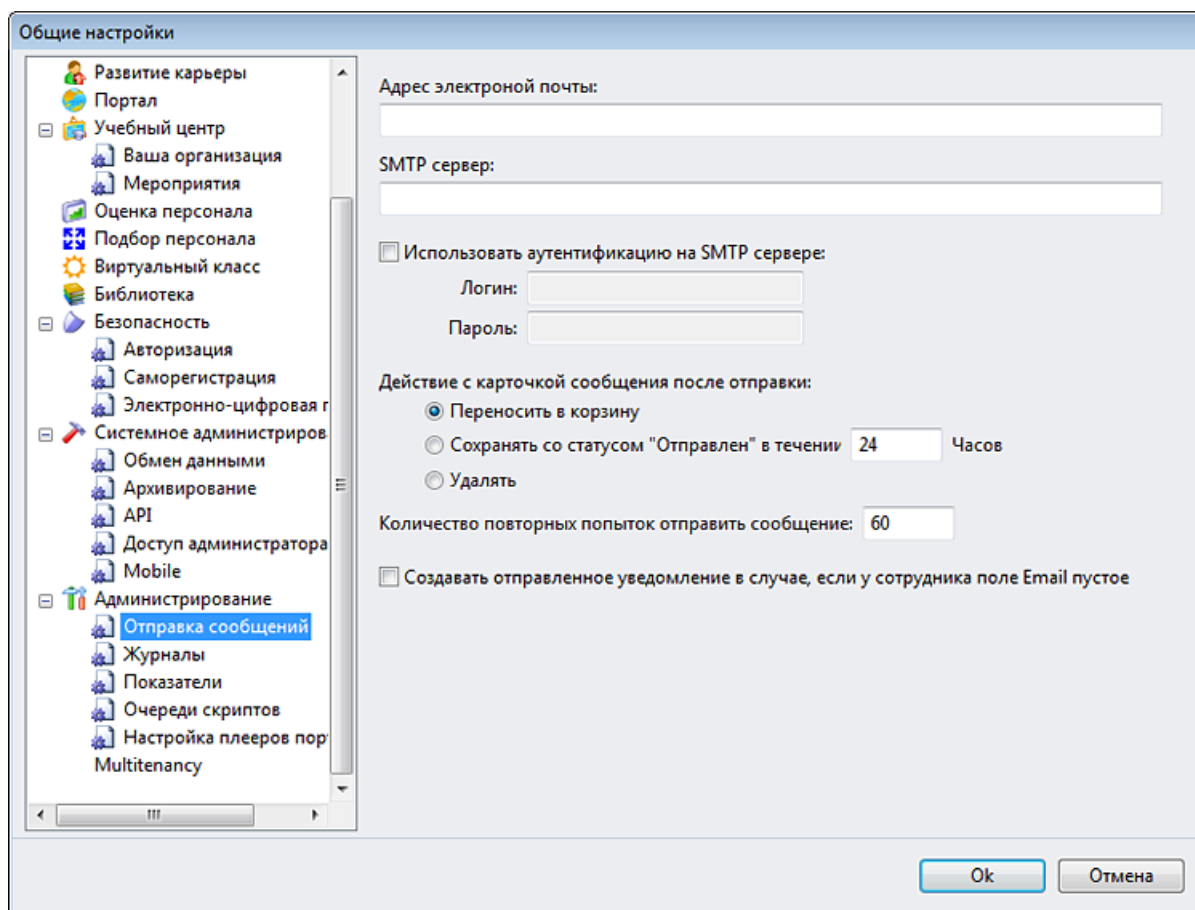 Общие настройки
Развитие карьеры
Портал
Учебный центр
Ваша организация
Мероприятия
Оценка персонала
Подбор персонала
Виртуальный класс
Библиотека
Безопасность
Авторизация
Саморегистрация
Электронно-цифровая г
Системное администриров
Обмен данными
Архивирование
API
Доступ администратора
Mobile
Администрирование
Отправка сообщений
Журналы
Показатели
Очереди скриптов
Настройка плееров пор
Multitenancy
Адрес электроной почты:
SMTP сервер:
Использовать аутентификацию на SMTP сервере:
Логин:
Пароль:
Действие с карточкой сообщения после отправки:
Переносить в корзину
Сохранять со статусом "Отправлен" в течении 24 Часов
Удалять
Количество повторных попыток отправить сообщение: 60
Создавать отправленное уведомление в случае, если у сотрудника поле Email пустое
Ok Отмена